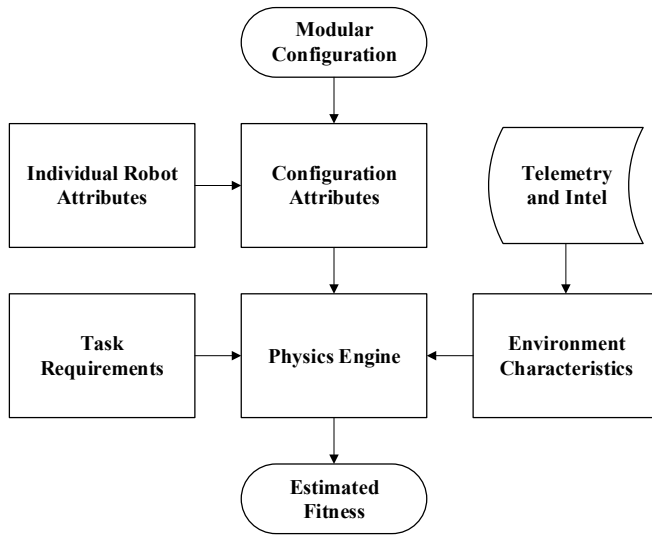 Modular
Configuration
Individual Robot
Attributes
Configuration
Attributes
Telemetry
and Intel
Task
Requirements
Physics Engine
Environment
Characteristics
Estimated
Fitness